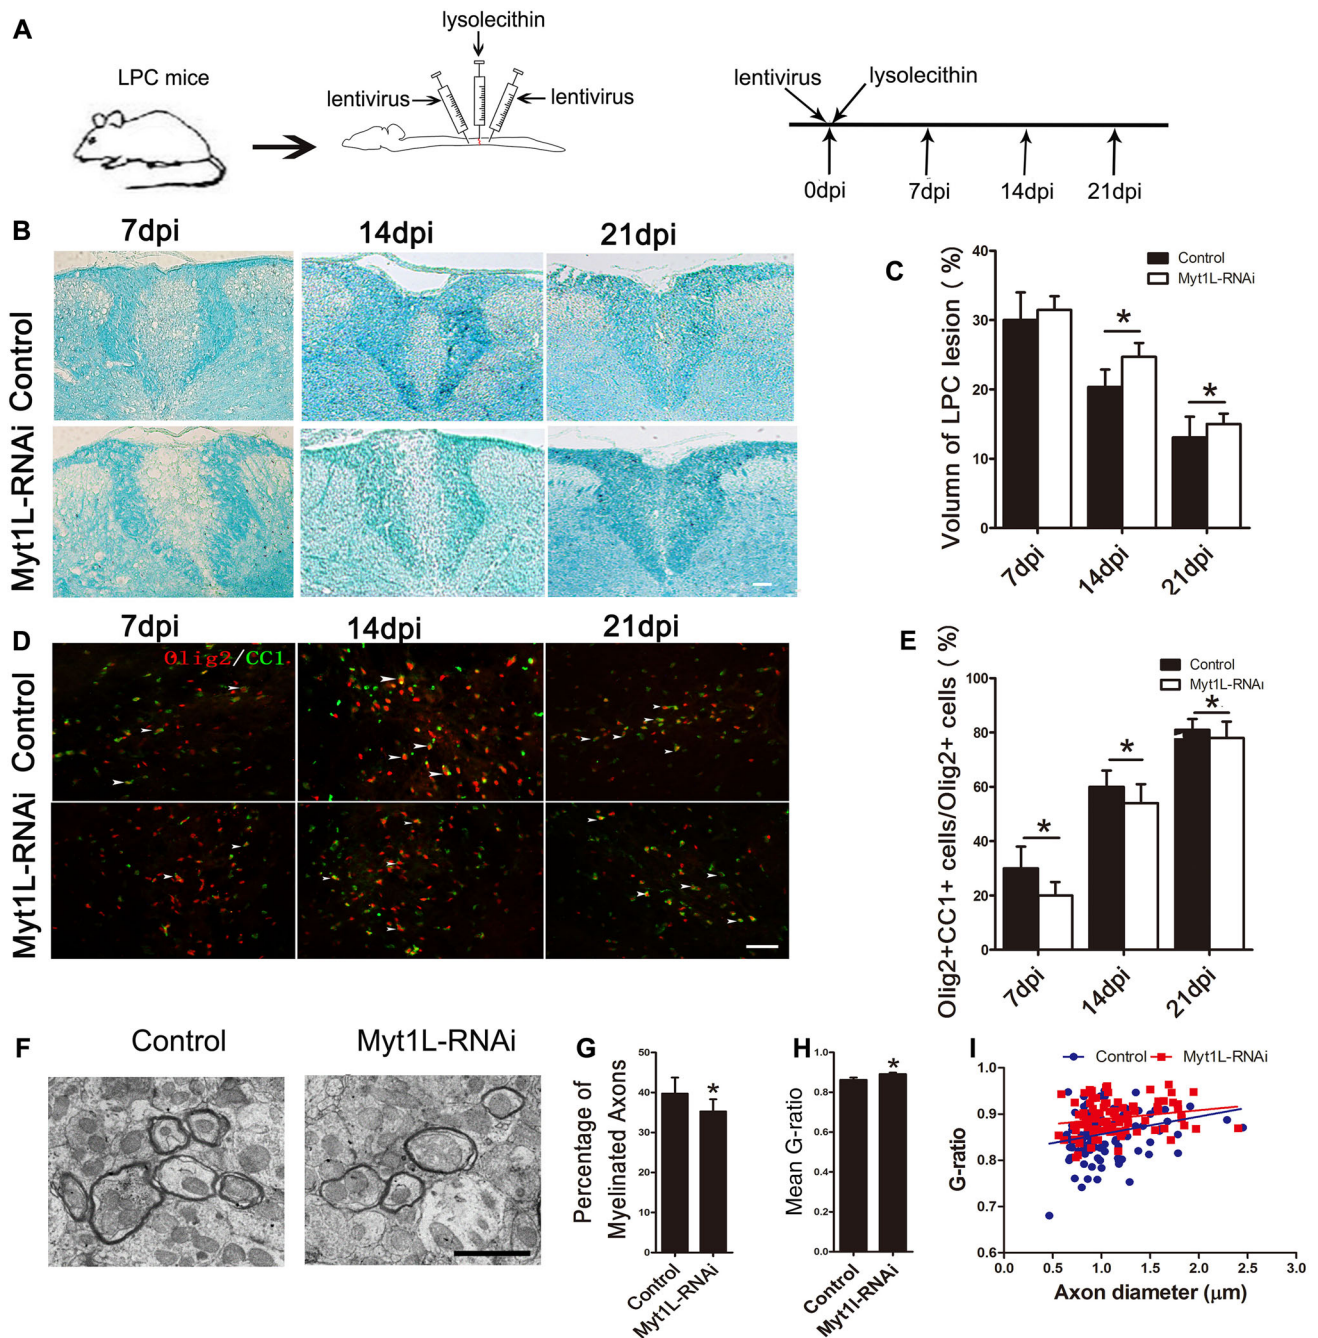 A
lysolecithin
LPC mice
lentivirus
lentivirus
lentivirus
lysolecithin
0dpi
7dpi
14dpi
21dpi
B
7dpi
14dpi
21dpi
Control
Myt1L-RNAi
C
Volumn of LPC lesion ( %)
40
30
20
10
0
Control
Myt1L-RNAi
*
*
7dpi
14dpi
21dpi
D
7dpi
14dpi
21dpi
Olig2/CC1
Control
Myt1L-RNAi
E
Olig2+CC1+ cells/Olig2+ cells ( %)
100
80
60
40
20
0
Control
Myt1L-RNAi
*
*
*
7dpi
14dpi
21dpi
F
Control
Myt1L-RNAi
G
Percentage of
Myelinated Axons
50
40
30
20
10
0
*
Control
Myt1L-RNAi
H
Mean G-ratio
1.0
0.8
0.6
0.4
0.2
0.0
*
Control
Myt1l-RNAi
I
Control
Myt1L-RNAi
G-ratio
1.0
0.9
0.8
0.7
0.6
0.0
0.5
1.0
1.5
2.0
2.5
3.0
Axon diameter (μm)